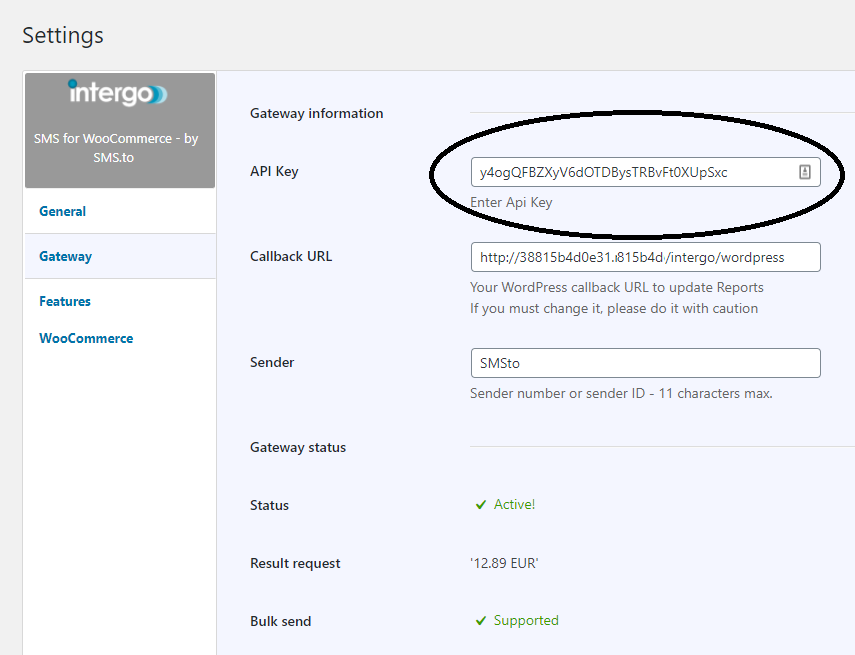 Settings
intergo
SMS for WooCommerce - by
SMS.to
General
Gateway
Features
WooCommerce
Gateway information
API Key
y4ogQFBZXyV6dOTDBysTRBvFt0XUpSxc
Enter Api Key
Callback URL
/intergo/wordpress
Your WordPress callback URL to update Reports
If you must change it, please do it with caution
Sender
SMSto
Sender number or sender ID - 11 characters max.
Gateway status
Status
✔ Active!
Result request
'12.89 EUR'
Bulk send
✔ Supported